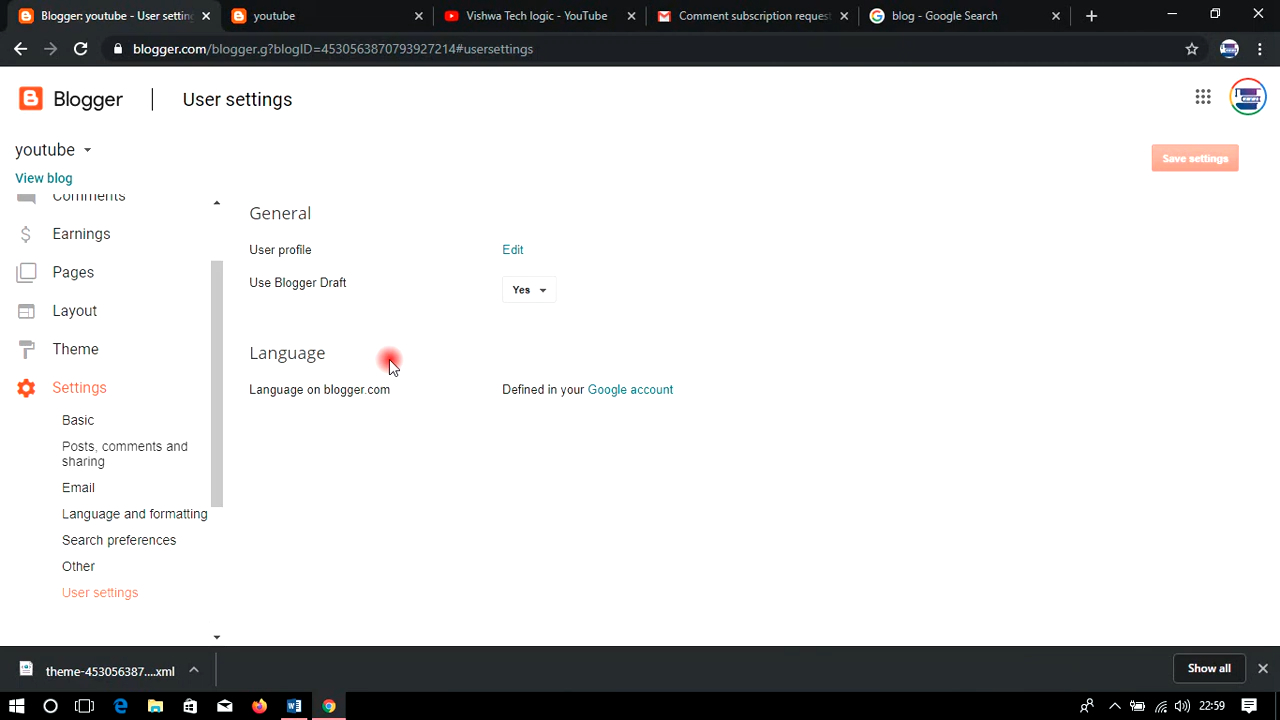 Blogger: youtube - User settin
youtube
Vishwa Tech logic - YouTube
Comment subscription request
blog - Google Search
blogger.com/blogger.g?blogID=4530563870793927214#usersettings
Blogger
User settings
youtube
View blog
Save settings
Comments
Earnings
Pages
Layout
Theme
Settings
Basic
Posts, comments and
sharing
Email
Language and formatting
Search preferences
Other
User settings
General
User profile
Edit
Use Blogger Draft
Yes
Language
Language on blogger.com
Defined in your Google account
theme-453056387....xml
Show all
22:59